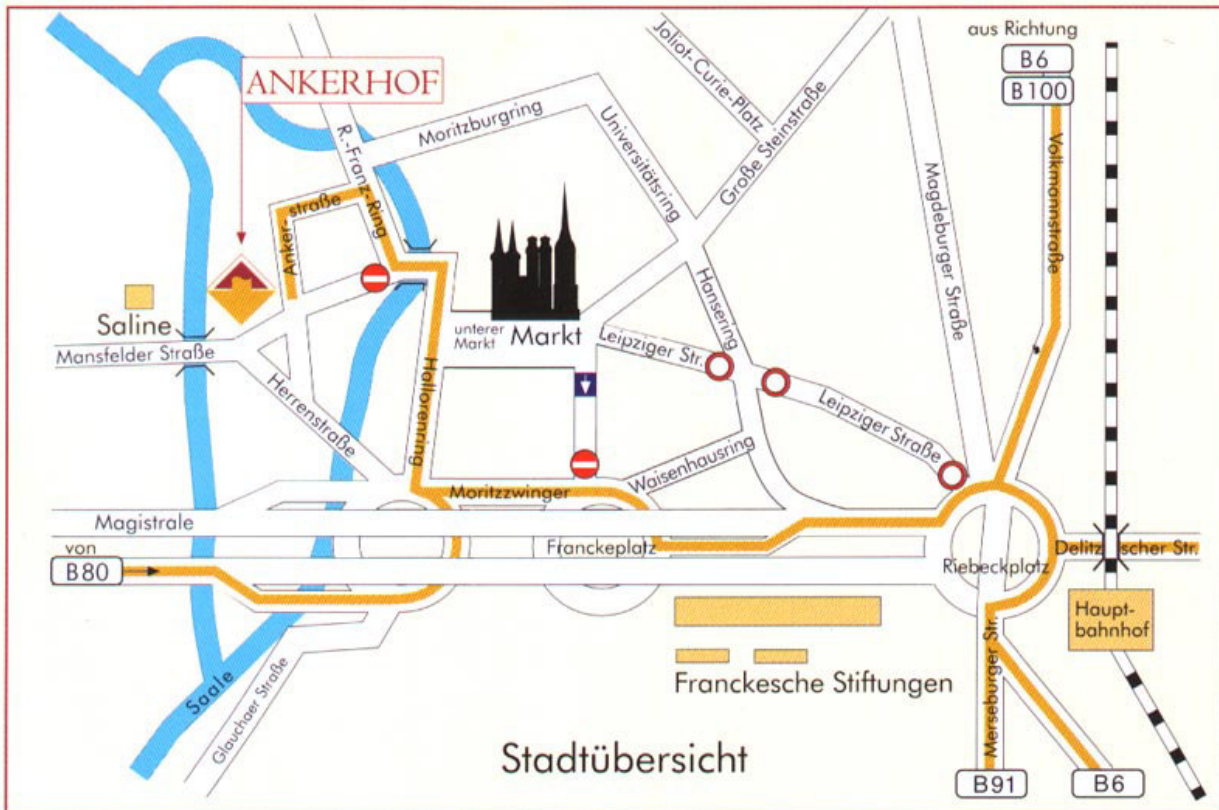 aus Richtung
B6
B100
ANKERHOF
Joliot-Curie-Platz
Moritzburgring
R.-Franz-Ring
Universitätsring
Große Steinstraße
Magdeburger Straße
Volkmannstraße
Anker-
straße
Saline
Mansfelder Straße
Herrenstraße
Hallorenring
unterer
Markt
Markt
Hansering
Leipziger Str.
Leipziger Straße
Waisenhausring
Moritzzwinger
Magistrale
von
B80
Franckeplatz
Riebeckplatz
Delitzscher Str.
Haupt-
bahnhof
Merseburger Str.
Franckesche Stiftungen
Saale
Glauchaer Straße
Stadtübersicht
B91
B6